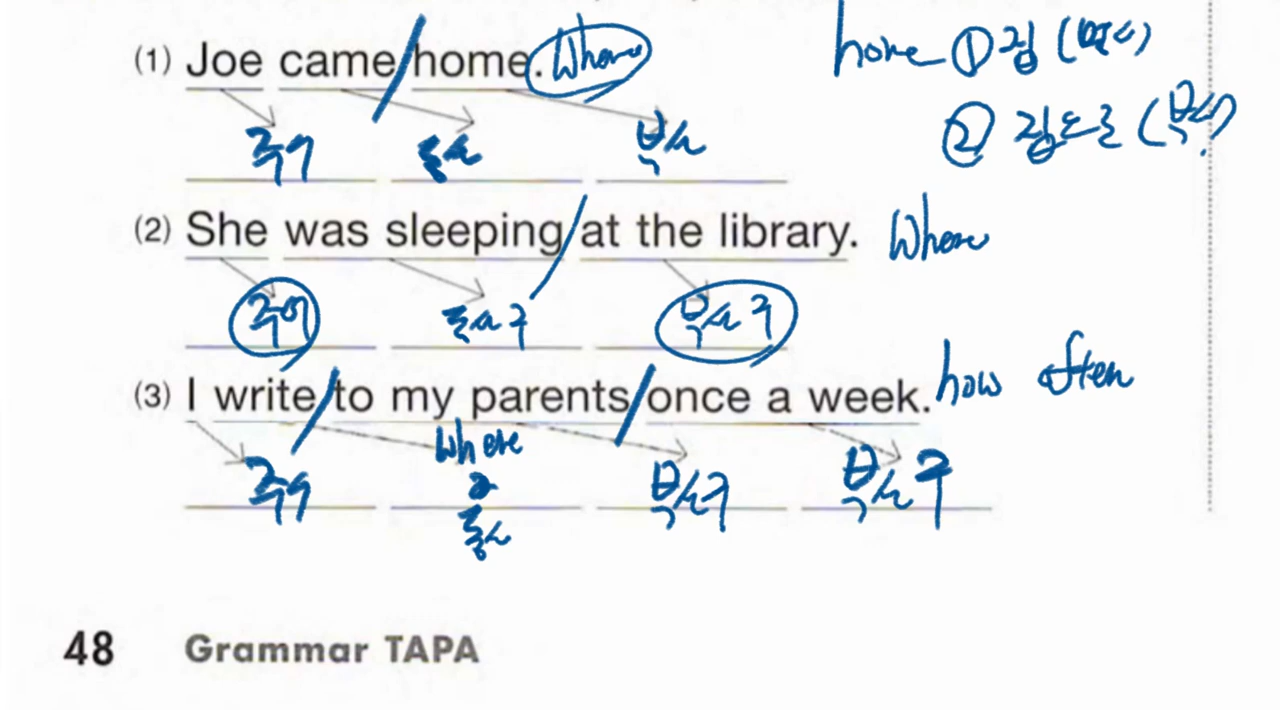 (1) Joe came / home. Where
home ① 집 (명사)
주어 동사 부사
② 집으로 (부사)
(2) She was sleeping / at the library. Where
주어 동사구 부사구
(3) I write / to my parents / once a week. how often
Where
주어 동사 부사구 부사구
48 Grammar TAPA